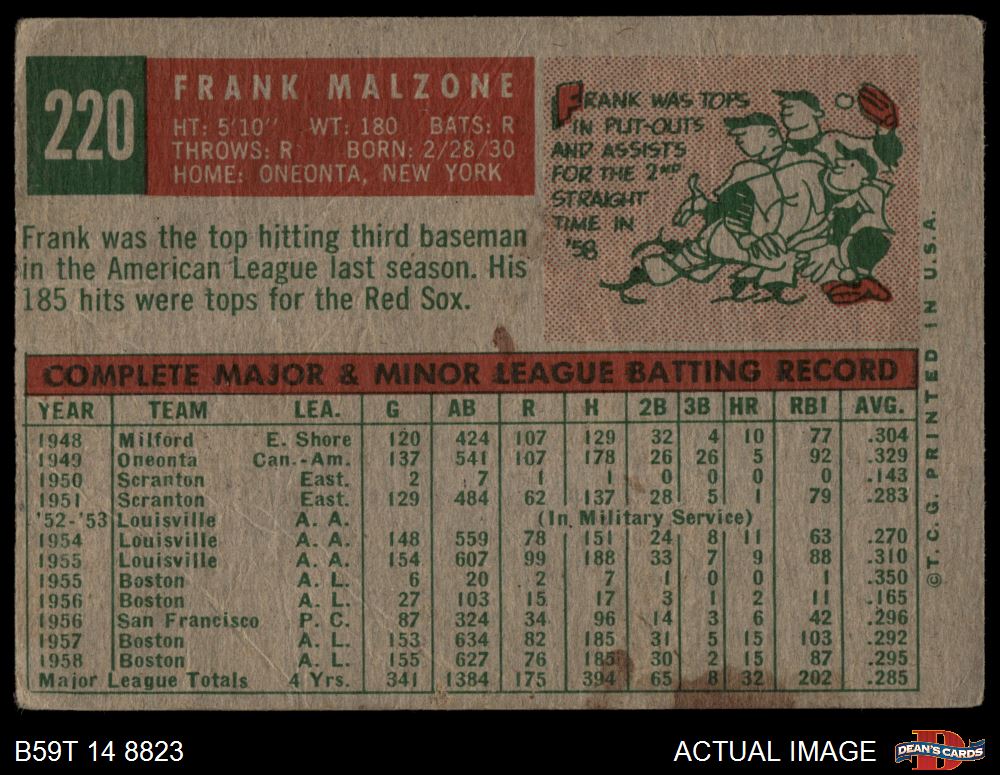 220
FRANK MALZONE
HT: 5'10" WT: 180 BATS: R
THROWS: R BORN: 2/28/30
HOME: ONEONTA, NEW YORK
FRANK WAS TOPS
IN PUT-OUTS
AND ASSISTS
FOR THE 2ND
STRAIGHT
TIME IN
'58
Frank was the top hitting third baseman
in the American League last season. His
185 hits were tops for the Red Sox.
COMPLETE MAJOR & MINOR LEAGUE BATTING RECORD
YEAR TEAM LEA. G AB R H 2B 3B HR RBI AVG.
1948 Milford E. Shore 120 424 107 129 32 4 10 77 .304
1949 Oneonta Can.-Am. 137 541 107 178 26 26 5 92 .329
1950 Scranton East. 2 7 1 1 0 0 0 0 .143
1951 Scranton East. 129 484 62 137 28 5 1 79 .283
'52-'53 Louisville A. A. (In Military Service)
1954 Louisville A. A. 148 559 78 151 24 8 11 63 .270
1955 Louisville A. A. 154 607 99 188 33 7 9 88 .310
1955 Boston A. L. 6 20 2 7 1 0 0 1 .350
1956 Boston A. L. 27 103 15 17 3 1 2 11 .165
1956 San Francisco P. C. 87 324 34 96 14 3 6 42 .296
1957 Boston A. L. 153 634 82 185 31 5 15 103 .292
1958 Boston A. L. 155 627 76 185 30 2 15 87 .295
Major League Totals 4 Yrs. 341 1384 175 394 65 8 32 202 .285
©T.C.G. PRINTED IN U.S.A.
B59T 14 8823
ACTUAL IMAGE
DEAN'S CARDS